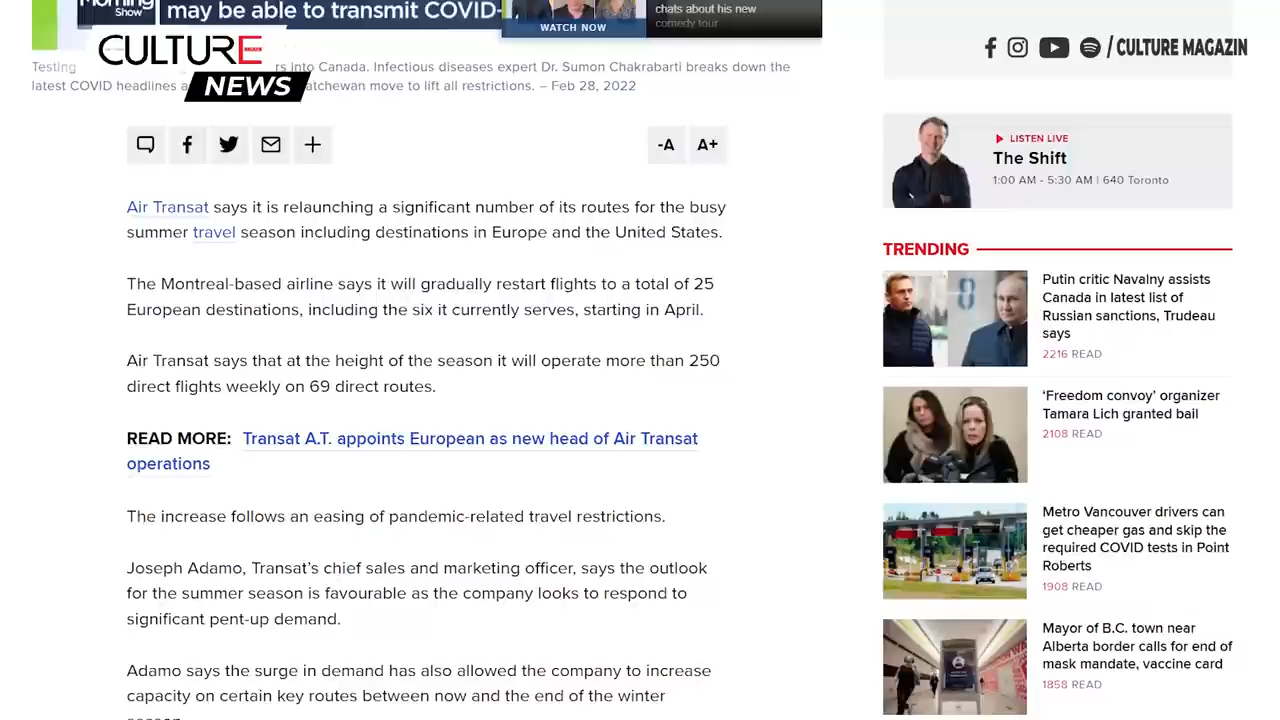 Morning
Show
may be able to transmit COVID-
WATCH NOW
chats about his new
comedy tour
CULTURE
NEWS
/ CULTURE MAGAZIN
Testing rs into Canada. Infectious diseases expert Dr. Sumon Chakrabarti breaks down the
latest COVID headlines a atchewan move to lift all restrictions. – Feb 28, 2022
-A A+
Air Transat says it is relaunching a significant number of its routes for the busy
summer travel season including destinations in Europe and the United States.
The Montreal-based airline says it will gradually restart flights to a total of 25
European destinations, including the six it currently serves, starting in April.
Air Transat says that at the height of the season it will operate more than 250
direct flights weekly on 69 direct routes.
READ MORE: Transat A.T. appoints European as new head of Air Transat
operations
The increase follows an easing of pandemic-related travel restrictions.
Joseph Adamo, Transat's chief sales and marketing officer, says the outlook
for the summer season is favourable as the company looks to respond to
significant pent-up demand.
Adamo says the surge in demand has also allowed the company to increase
capacity on certain key routes between now and the end of the winter
LISTEN LIVE
The Shift
1:00 AM - 5:30 AM | 640 Toronto
TRENDING
Putin critic Navalny assists
Canada in latest list of
Russian sanctions, Trudeau
says
2216 READ
'Freedom convoy' organizer
Tamara Lich granted bail
2108 READ
Metro Vancouver drivers can
get cheaper gas and skip the
required COVID tests in Point
Roberts
1908 READ
Mayor of B.C. town near
Alberta border calls for end of
mask mandate, vaccine card
1858 READ